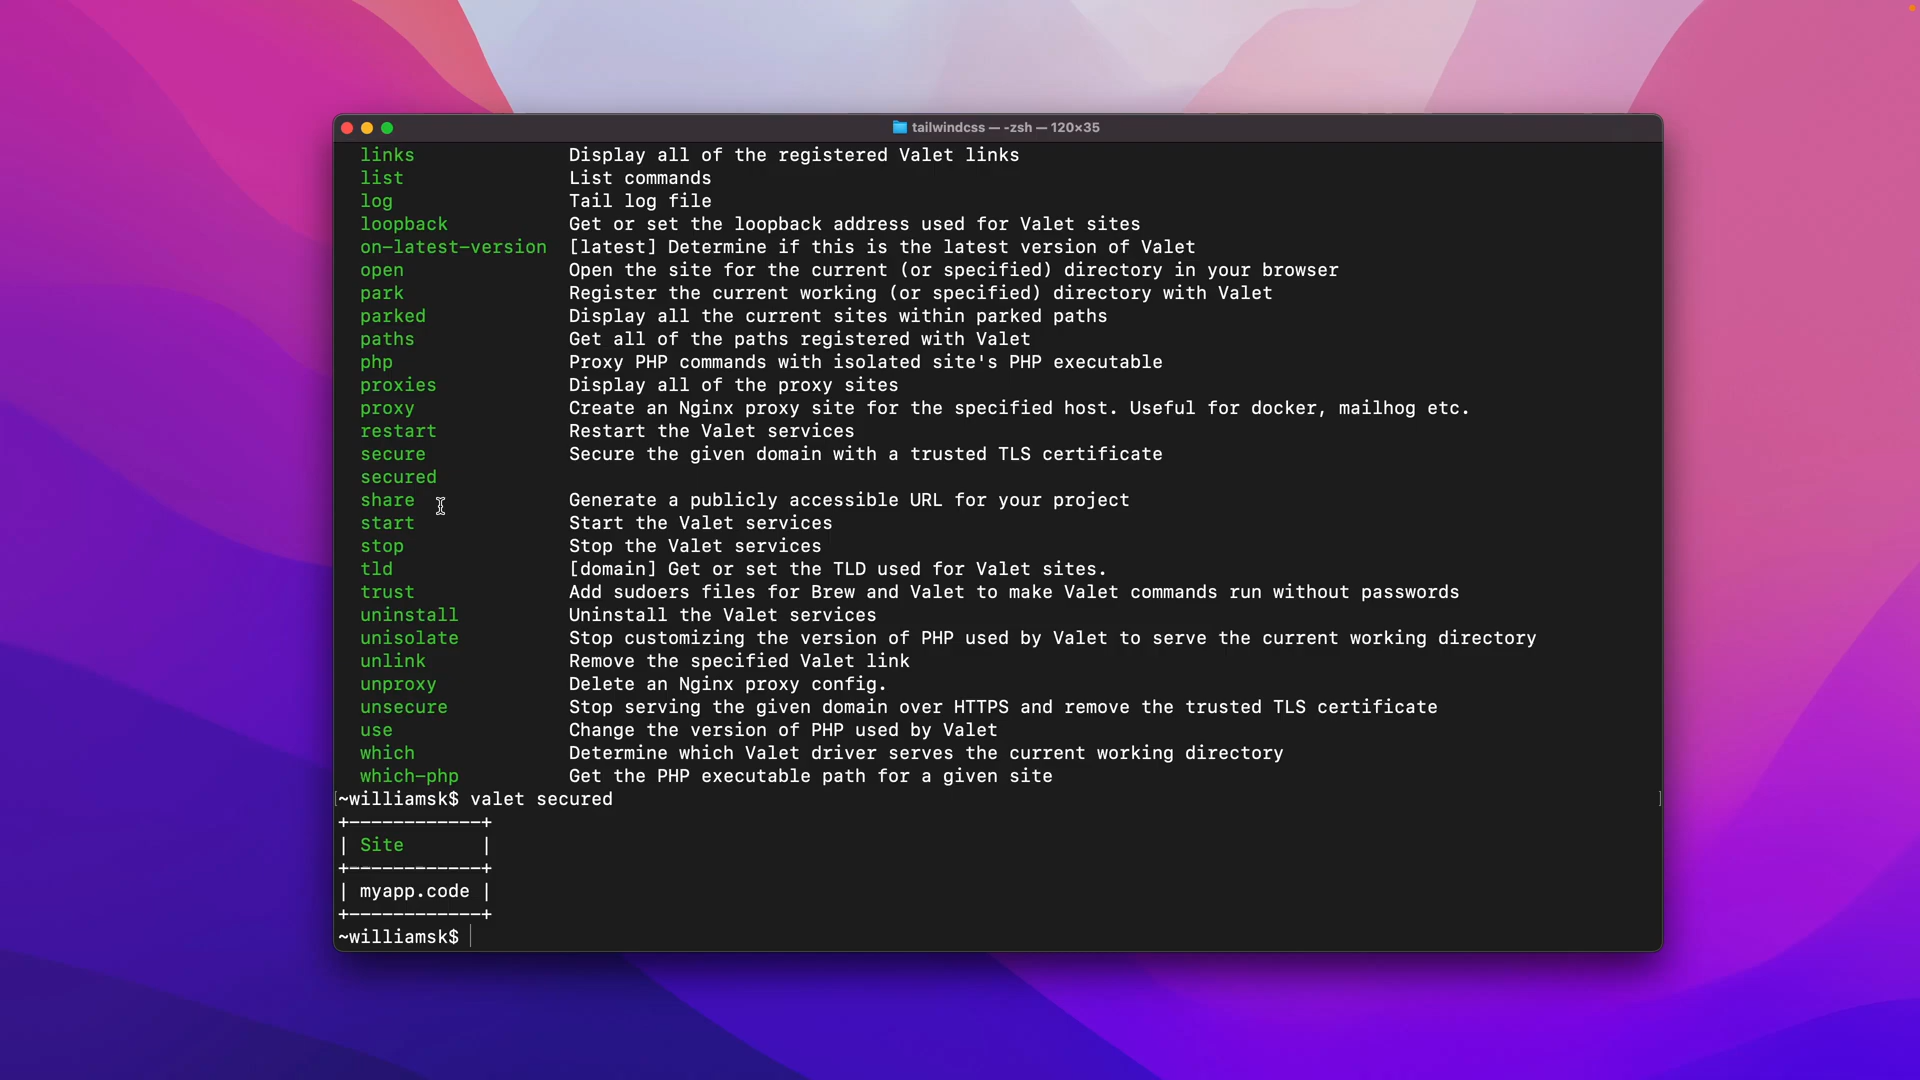 tailwindcss — -zsh — 120×35
links Display all of the registered Valet links
list List commands
log Tail log file
loopback Get or set the loopback address used for Valet sites
on-latest-version [latest] Determine if this is the latest version of Valet
open Open the site for the current (or specified) directory in your browser
park Register the current working (or specified) directory with Valet
parked Display all the current sites within parked paths
paths Get all of the paths registered with Valet
php Proxy PHP commands with isolated site's PHP executable
proxies Display all of the proxy sites
proxy Create an Nginx proxy site for the specified host. Useful for docker, mailhog etc.
restart Restart the Valet services
secure Secure the given domain with a trusted TLS certificate
secured
share Generate a publicly accessible URL for your project
start Start the Valet services
stop Stop the Valet services
tld [domain] Get or set the TLD used for Valet sites.
trust Add sudoers files for Brew and Valet to make Valet commands run without passwords
uninstall Uninstall the Valet services
unisolate Stop customizing the version of PHP used by Valet to serve the current working directory
unlink Remove the specified Valet link
unproxy Delete an Nginx proxy config.
unsecure Stop serving the given domain over HTTPS and remove the trusted TLS certificate
use Change the version of PHP used by Valet
which Determine which Valet driver serves the current working directory
which-php Get the PHP executable path for a given site
[~williamsk$ valet secured ]
+------------+
| Site |
+------------+
| myapp.code |
+------------+
~williamsk$